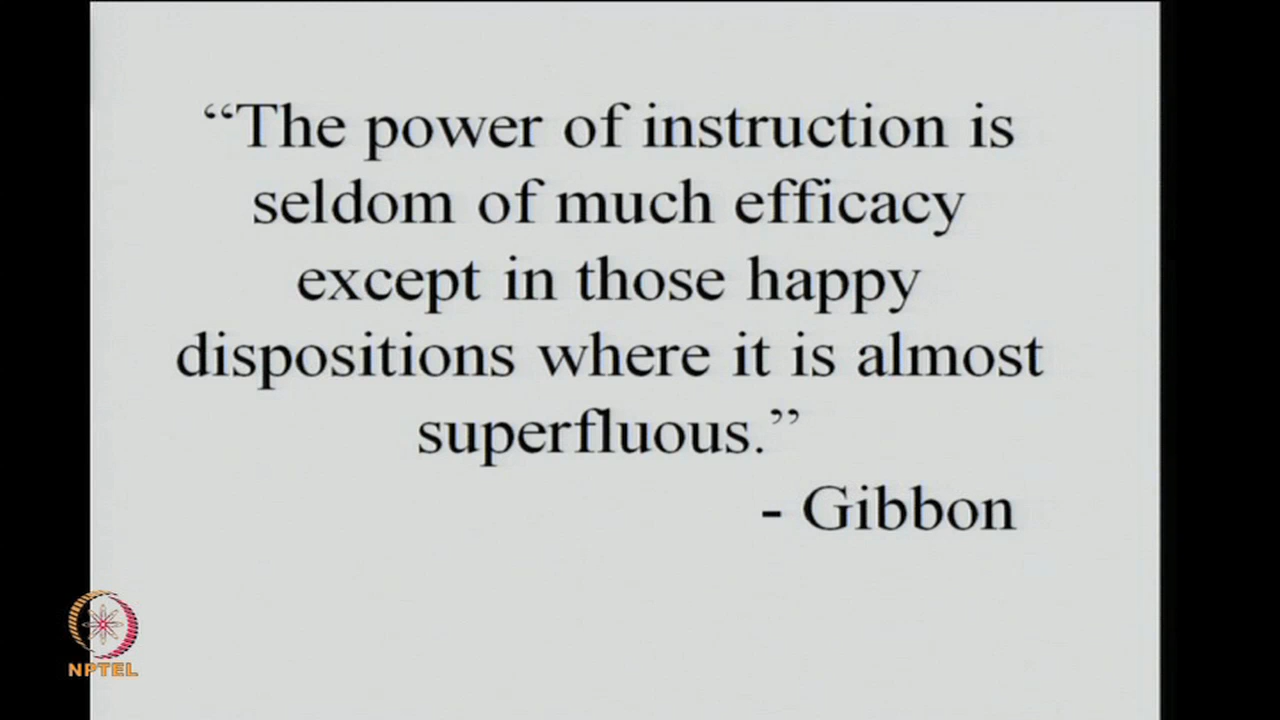 “The power of instruction is
seldom of much efficacy
except in those happy
dispositions where it is almost
superfluous.”
- Gibbon
NPTEL